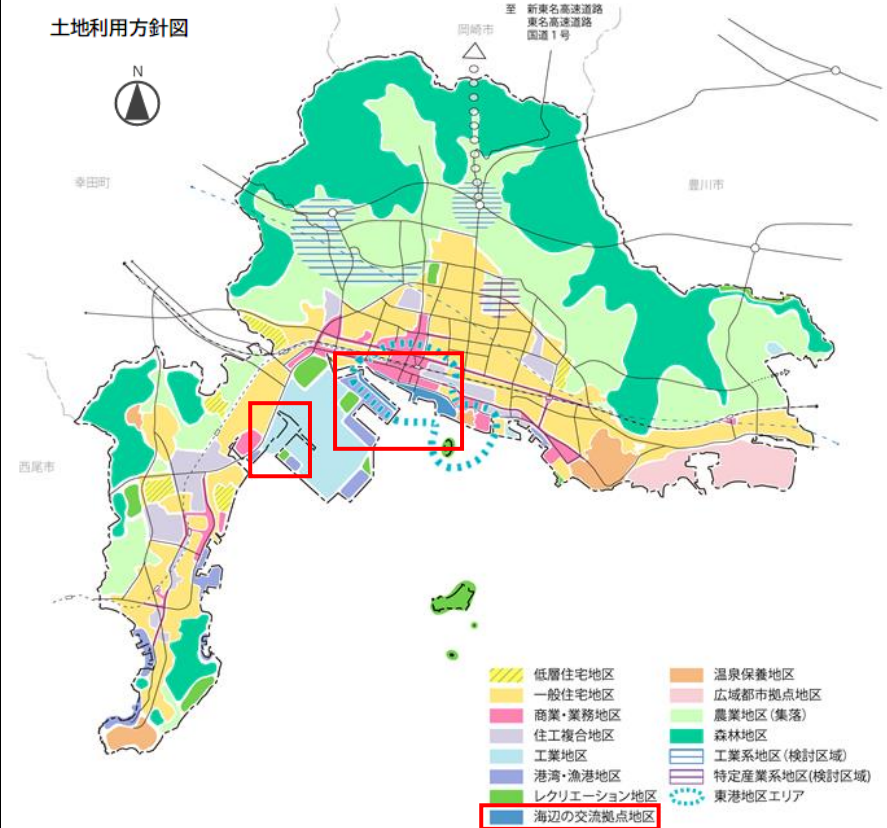 土地利用方針図
至 新東名高速道路
東名高速道路
国道1号
岡崎市
N
幸田町
豊川市
西尾市
低層住宅地区
一般住宅地区
商業・業務地区
住工複合地区
工業地区
港湾・漁港地区
レクリエーション地区
海辺の交流拠点地区
温泉保養地区
広域都市拠点地区
農業地区(集落)
森林地区
工業系地区(検討区域)
特定産業系地区(検討区域)
東港地区エリア